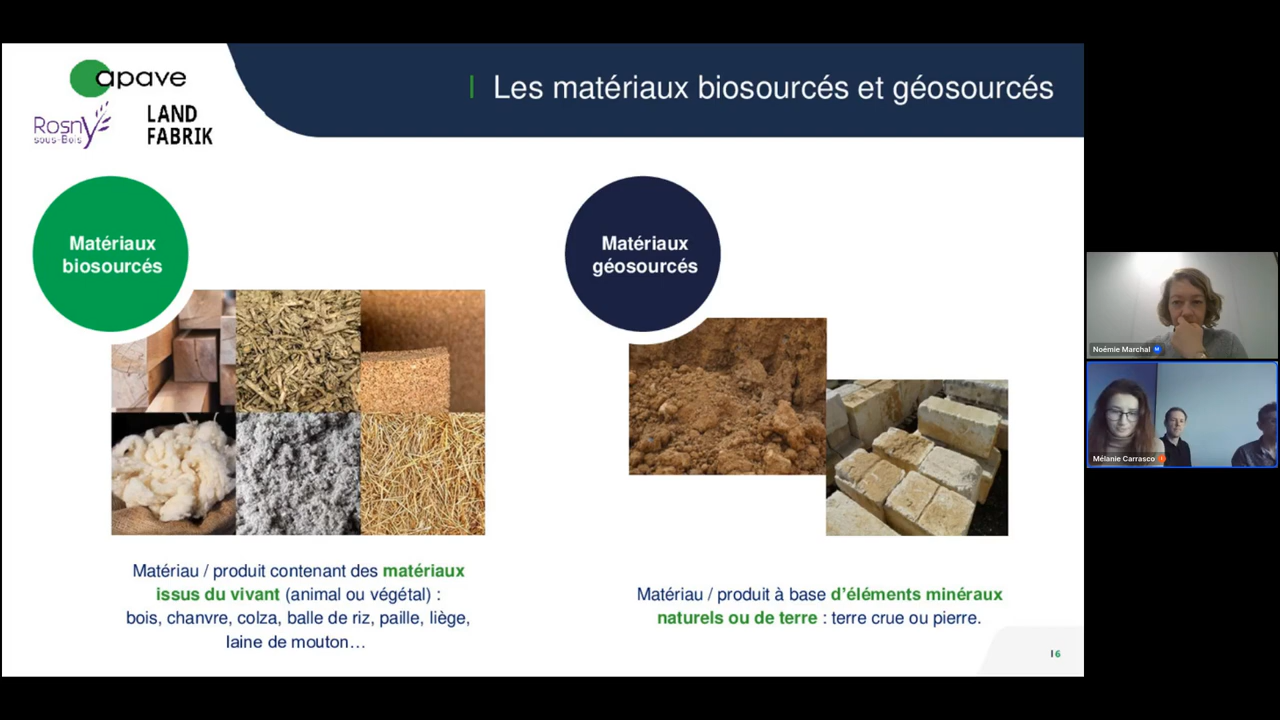 apave
Rosny
sous-Bois
LAND
FABRIK
Les matériaux biosourcés et géosourcés
Matériaux
biosourcés
Matériaux
géosourcés
Matériau / produit contenant des matériaux
issus du vivant (animal ou végétal) :
bois, chanvre, colza, balle de riz, paille, liège,
laine de mouton…
Matériau / produit à base d’éléments minéraux
naturels ou de terre : terre crue ou pierre.
6
Noémie Marchal
Mélanie Carrasco